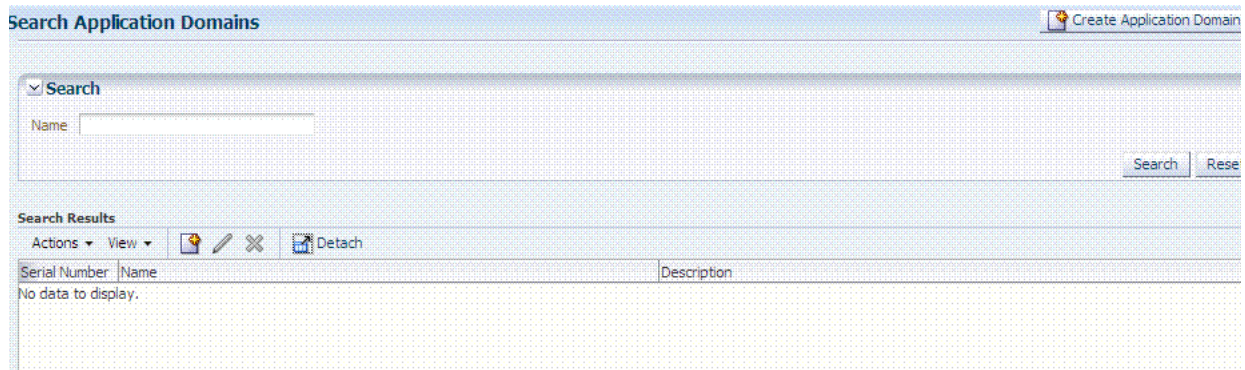 Search Application Domains
Create Application Domain
Search
Name
Search Reset
Search Results
Actions View Detach
Serial Number Name Description
No data to display.